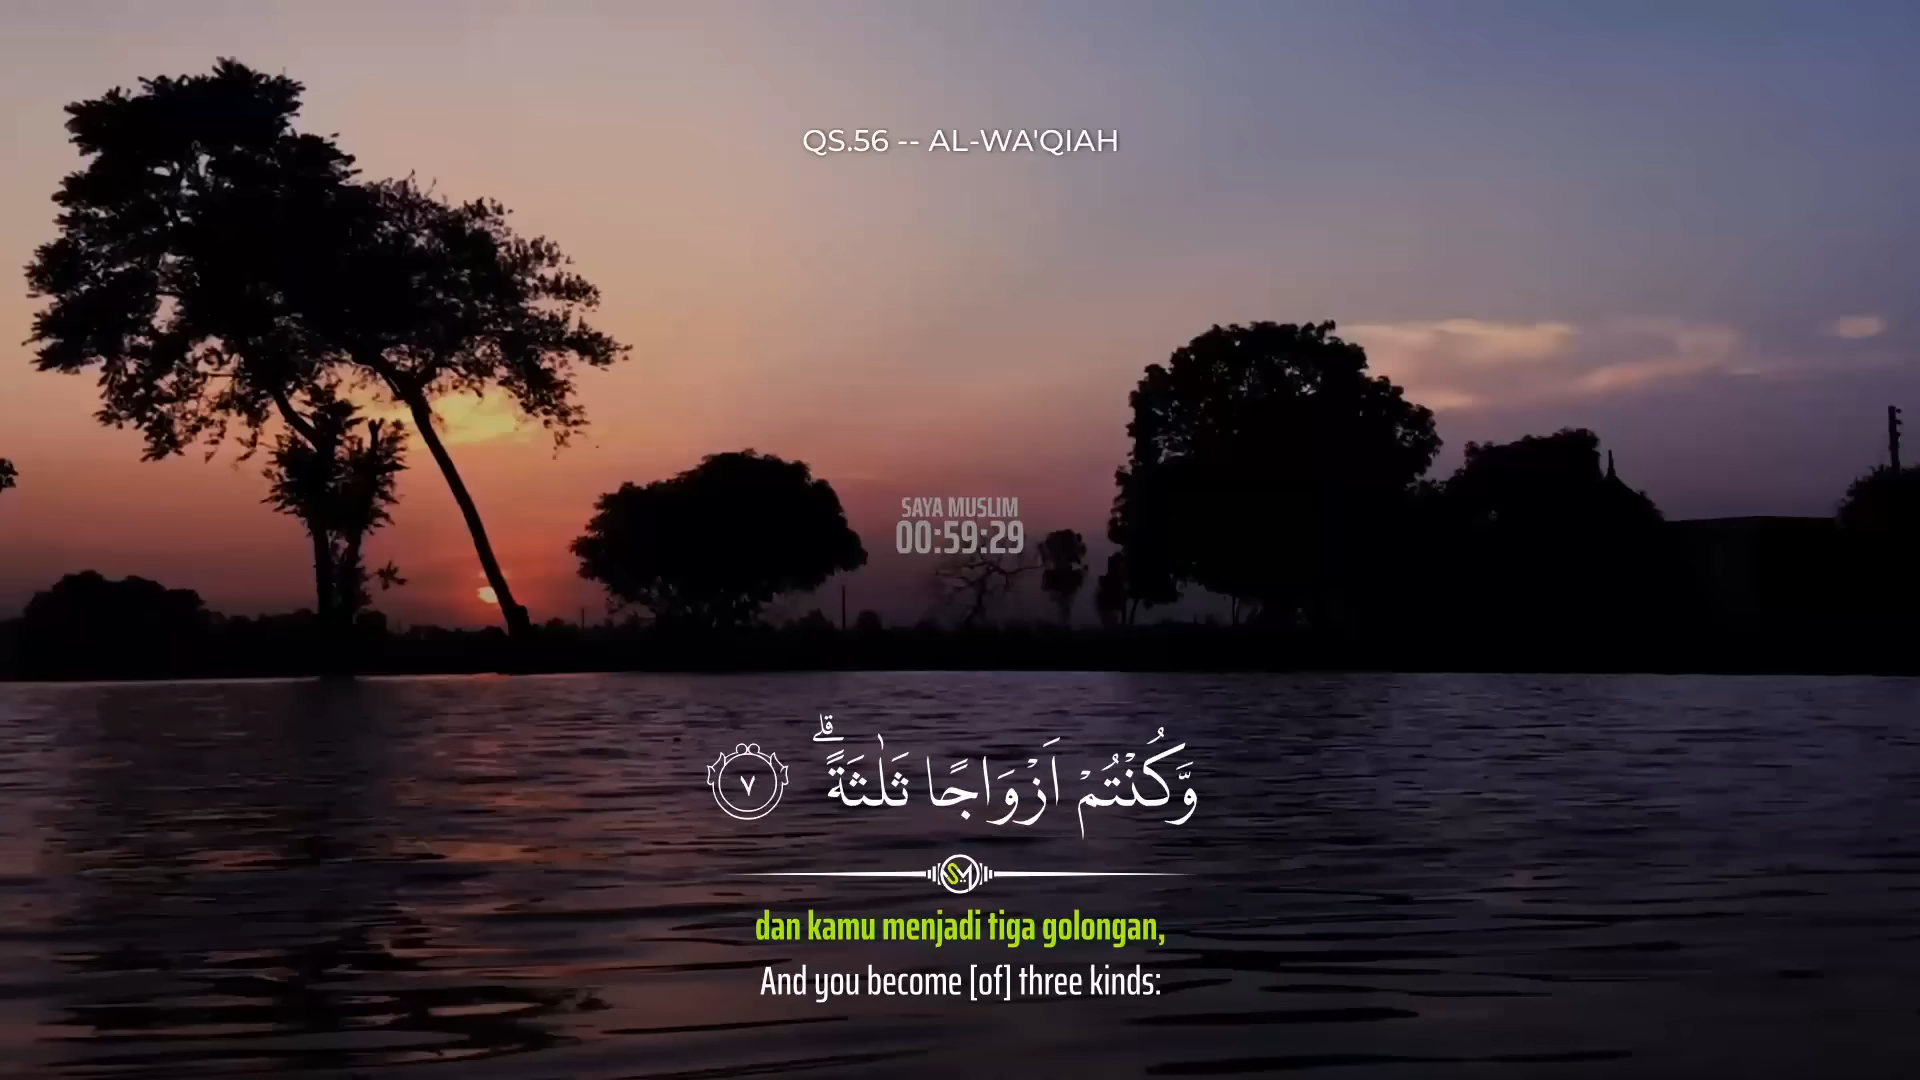 QS.56 -- AL-WA'QIAH
SAYA MUSLIM
00:59:29
وَّكُنْتُمْ اَزْوَاجًا ثَلٰثَةًۗ ٧
SM
dan kamu menjadi tiga golongan,
And you become [of] three kinds: